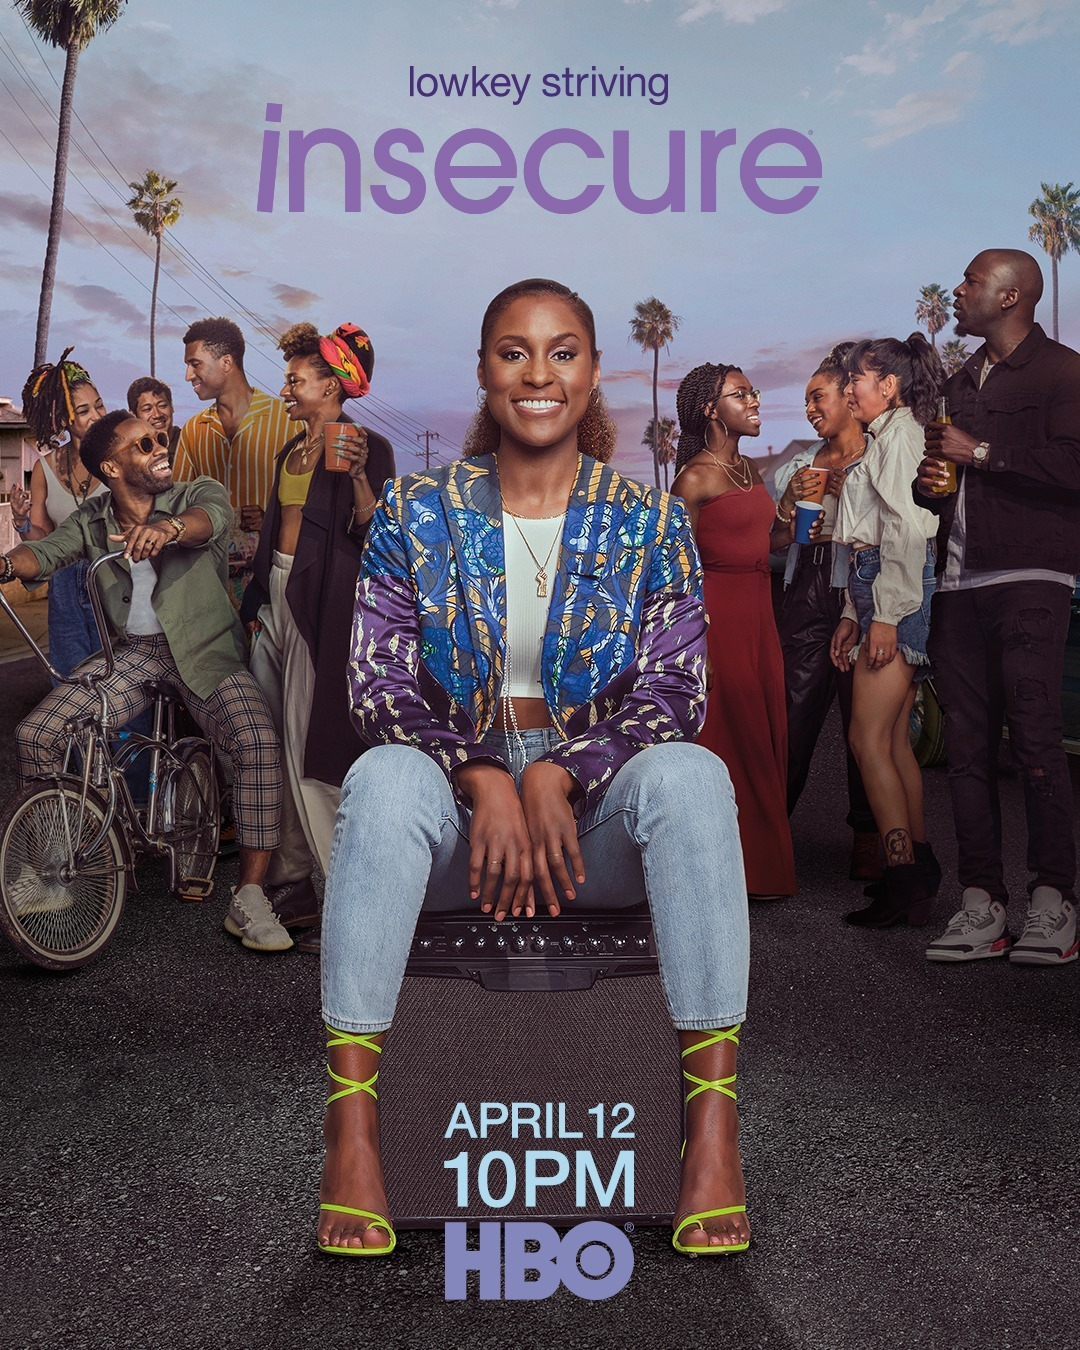 lowkey striving
insecure
APRIL 12
10PM
HBO®